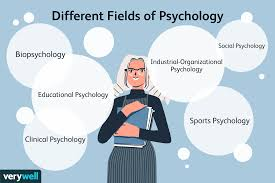 Different Fields of Psychology
Biopsychology
Social Psychology
Industrial-Organizational
Psychology
Educational Psychology
Sports Psychology
Clinical Psychology
verywell